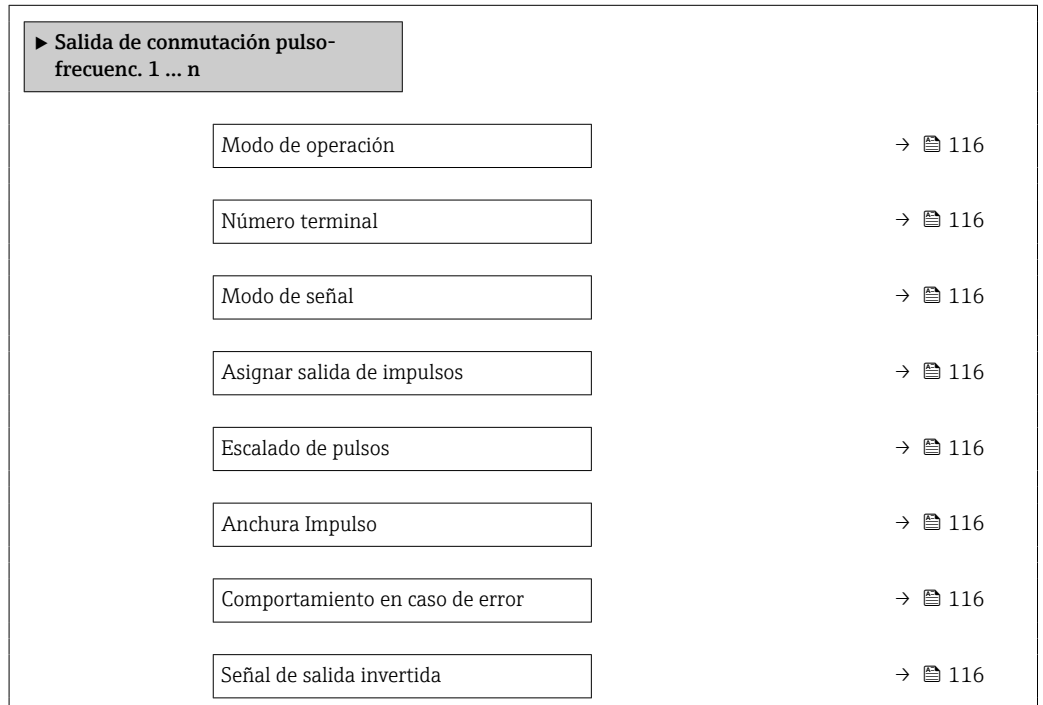 ▶ Salida de conmutación pulso-
frecuenc. 1 ... n
Modo de operación → 116
Número terminal → 116
Modo de señal → 116
Asignar salida de impulsos → 116
Escalado de pulsos → 116
Anchura Impulso → 116
Comportamiento en caso de error → 116
Señal de salida invertida → 116